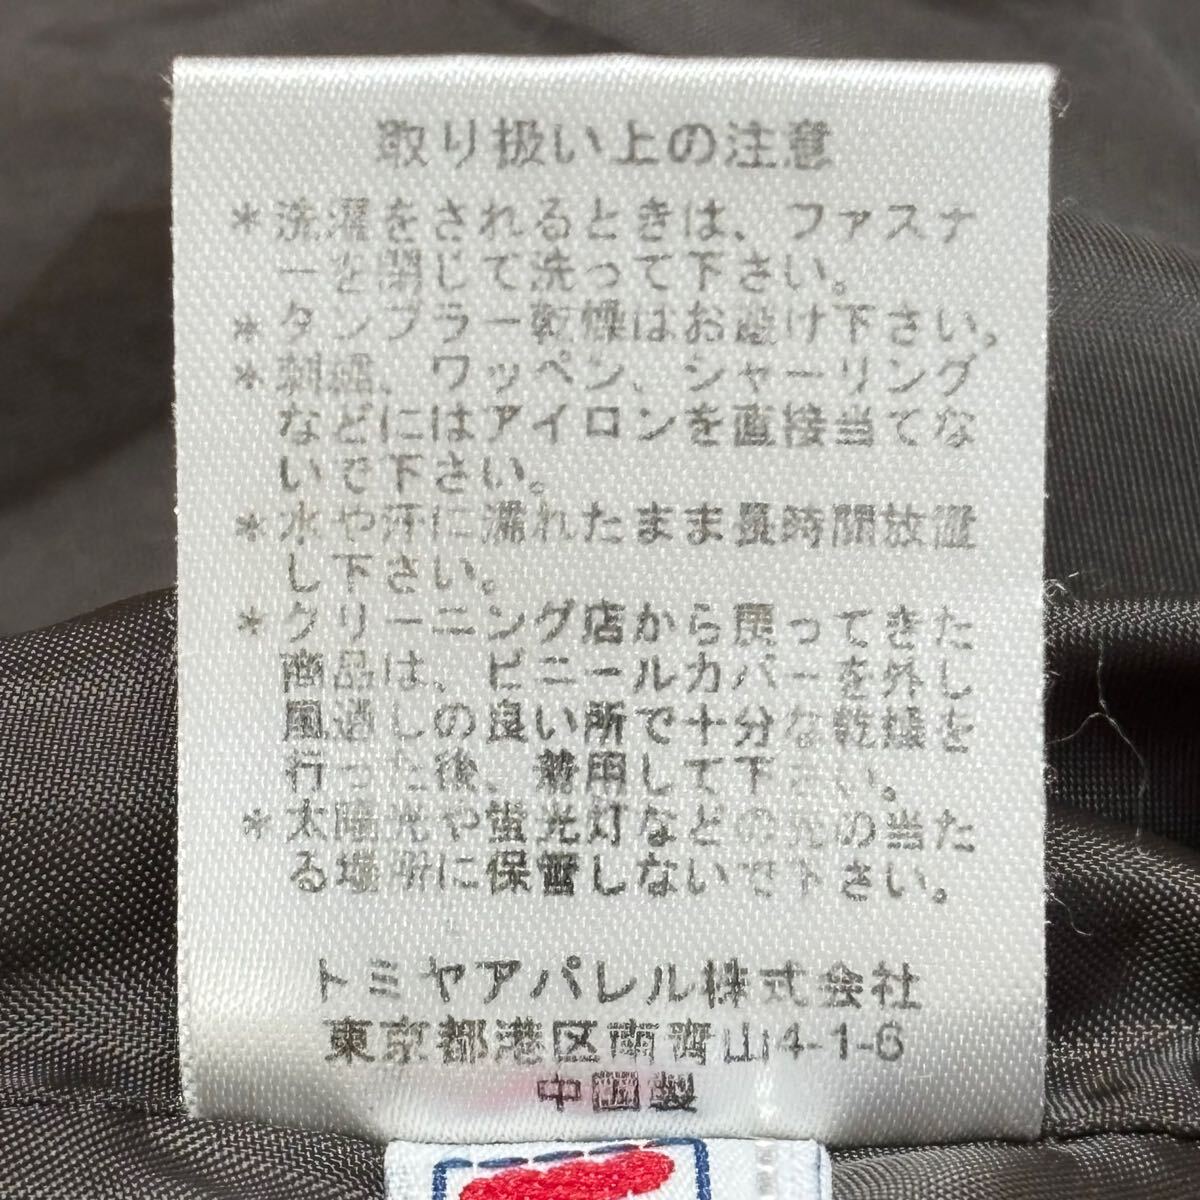 取り扱い上の注意
*洗濯をされるときは、ファスナ
ーを閉じて洗って下さい。
*タンブラー乾燥はお避け下さい。
*刺繍、ワッペン、シャーリング
などにはアイロンを直接当てな
いで下さい。
*水や汗に濡れたまま長時間放置
し下さい。
*クリーニング店から戻ってきた
商品は、ビニールカバーを外し
風通しの良い所で十分な乾燥を
行った後、着用して下さい。
*太陽光や蛍光灯などの光の当た
る場所に保管しないで下さい。
トミヤアパレル株式会社
東京都港区南青山4-1-6
中国製